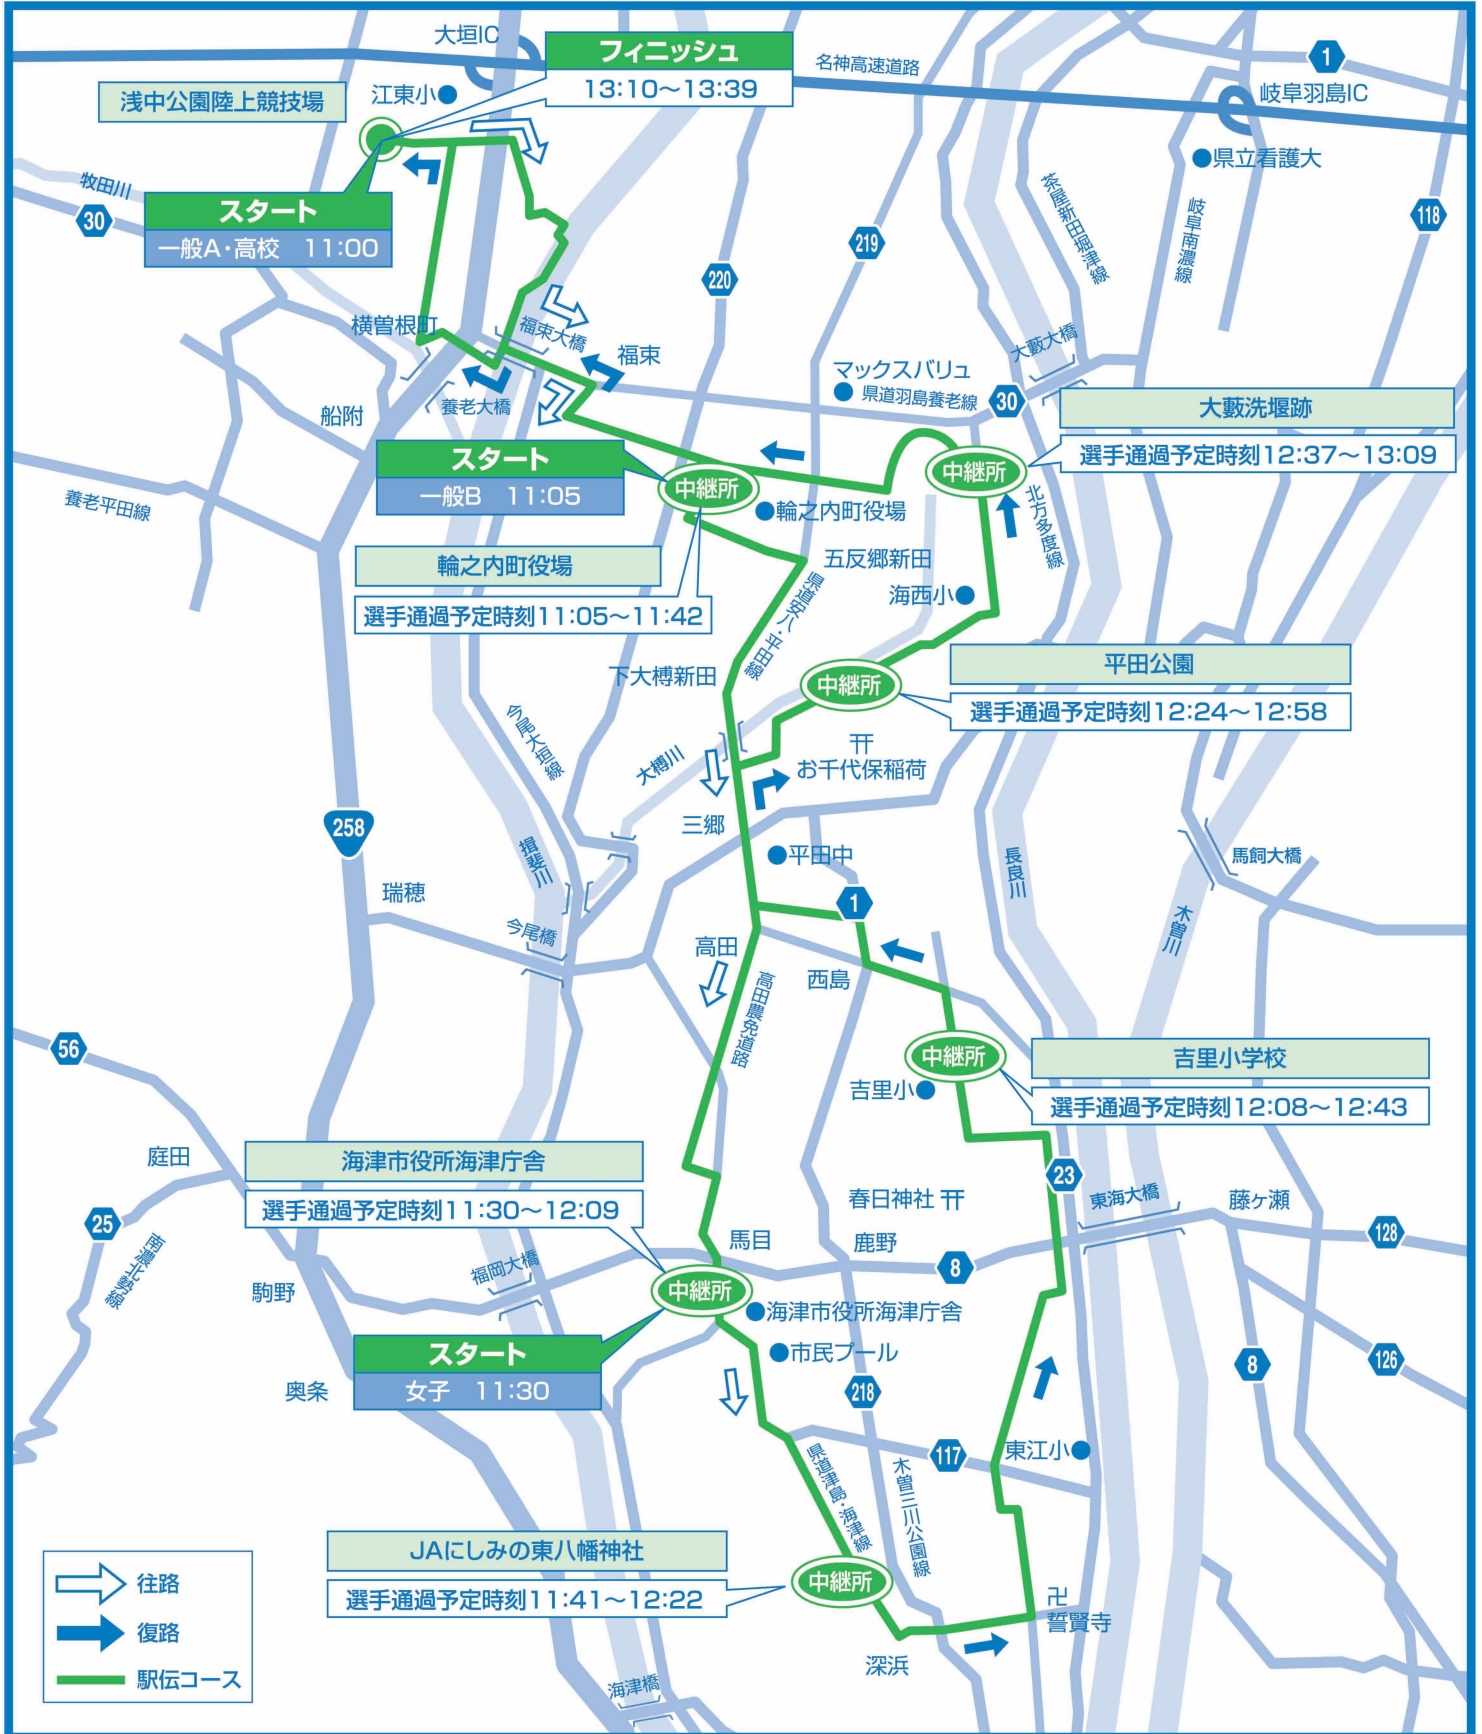 大垣IC
フィニッシュ
13:10〜13:39
名神高速道路
1
岐阜羽島IC
浅中公園陸上競技場
江東小
県立看護大
牧田川
30
スタート
一般A・高校　11:00
茶屋新田堀津線
岐阜南濃線
118
219
220
横曽根町
福束大橋
福束
大藪大橋
マックスバリュ
県道羽島養老線
30
養老大橋
船附
大藪洗堰跡
選手通過予定時刻12:37〜13:09
スタート
一般B　11:05
中継所
中継所
養老平田線
輪之内町役場
北方多度線
輪之内町役場
選手通過予定時刻11:05〜11:42
五反郷新田
海西小
県道安八・平田線
下大榑新田
中継所
平田公園
選手通過予定時刻12:24〜12:58
今尾大垣線
大榑川
お千代保稲荷
三郷
258
平田中
揖斐川
長良川
馬飼大橋
瑞穂
1
木曽川
今尾橋
高田
西島
高田農免道路
56
中継所
吉里小学校
選手通過予定時刻12:08〜12:43
吉里小
庭田
海津市役所海津庁舎
選手通過予定時刻11:30〜12:09
23
東海大橋
藤ヶ瀬
春日神社
25
南濃北勢線
馬目
鹿野
128
福岡大橋
8
駒野
中継所
海津市役所海津庁舎
スタート
女子　11:30
市民プール
8
126
奥条
218
117
東江小
県道津島・海津線
木曽三川公園線
JAにしみの東八幡神社
選手通過予定時刻11:41〜12:22
中継所
卍
誓賢寺
深浜
海津橋
往路
復路
駅伝コース